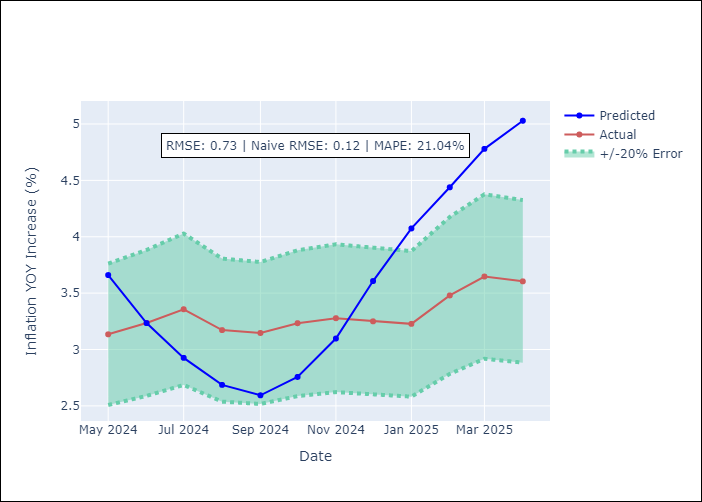 RMSE: 0.73 | Naive RMSE: 0.12 | MAPE: 21.04%
Predicted
Actual
+/-20% Error
Inflation YOY Increase (%)
5
4.5
4
3.5
3
2.5
May 2024
Jul 2024
Sep 2024
Nov 2024
Jan 2025
Mar 2025
Date